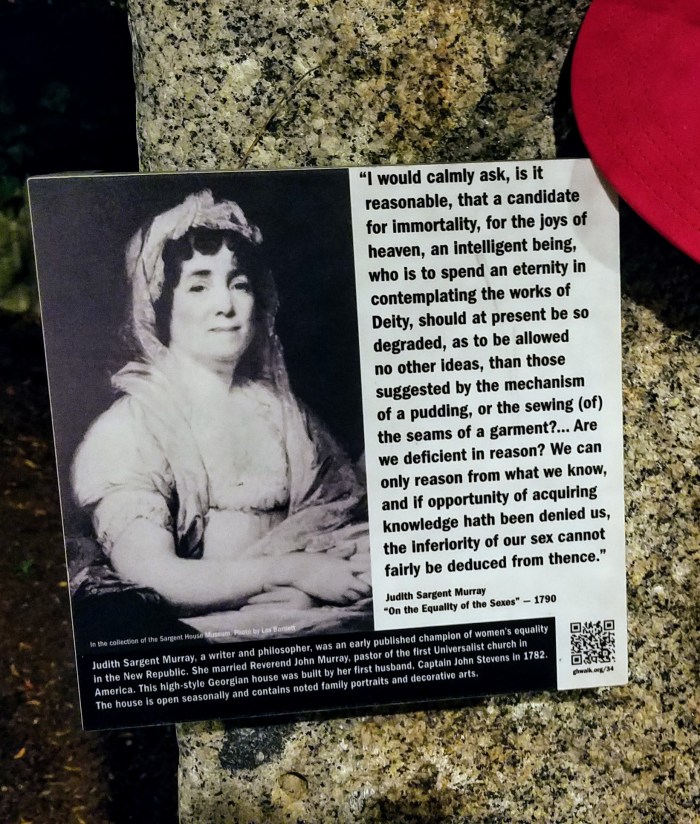 “I would calmly ask, is it
reasonable, that a candidate
for immortality, for the joys of
heaven, an intelligent being,
who is to spend an eternity in
contemplating the works of
Deity, should at present be so
degraded, as to be allowed
no other ideas, than those
suggested by the mechanism
of a pudding, or the sewing (of)
the seams of a garment?... Are
we deficient in reason? We can
only reason from what we know,
and if opportunity of acquiring
knowledge hath been denied us,
the inferiority of our sex cannot
fairly be deduced from thence.”
Judith Sargent Murray
“On the Equality of the Sexes” – 1790
In the collection of the Sargent House Museum. Photo by Les Bartlett
Judith Sargent Murray, a writer and philosopher, was an early published champion of women's equality
in the New Republic. She married Reverend John Murray, pastor of the first Universalist church in
America. This high-style Georgian house was built by her first husband, Captain John Stevens in 1782.
The house is open seasonally and contains noted family portraits and decorative arts.
ghwalk.org/34